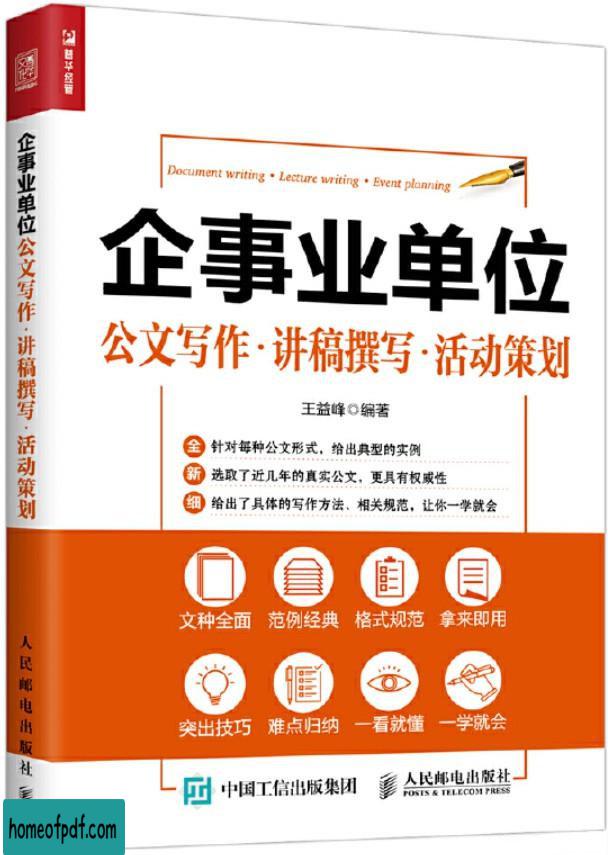 Document writing • Lecture writing • Event planning
企事业单位
公文写作·讲稿撰写·活动策划
王益峰◎编著
全 针对每种公文形式，给出典型的实例
新 选取了近几年的真实公文，更具有权威性
细 给出了具体的写作方法、相关规范，让你一学就会
文种全面 范例经典 格式规范 拿来即用
突出技巧 难点归纳 一看就懂 一学就会
中国工信出版集团
人民邮电出版社
POSTS & TELECOM PRESS
企事业单位公文写作·讲稿撰写·活动策划
人民邮电出版社
homeofpdf.com